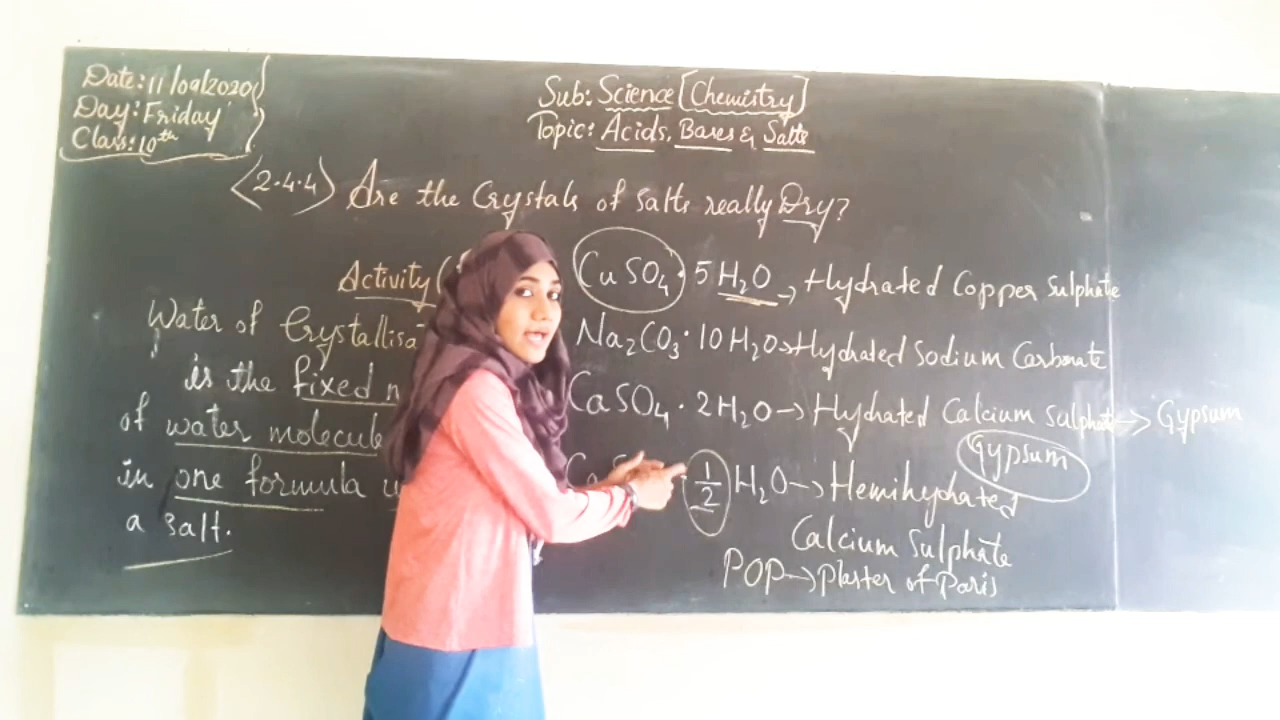 Date: 11/09/2020
Day: Friday
Class: 10th
Sub: Science [Chemistry]
Topic: Acids, Bases & Salts
<2.4.4> Are the Crystals of salts really Dry?
Activity (
Water of Crystallisa
is the fixed n
of water molecule
in one formula u
a salt.
CuSO4. 5H2O → Hydrated Copper Sulphate
Na2CO3. 10H2O → Hydrated Sodium Carbonate
CaSO4. 2H2O → Hydrated Calcium Sulphate → Gypsum
Gypsum
1/2 H2O → Hemihydrated
Calcium Sulphate
POP → Plaster of Paris